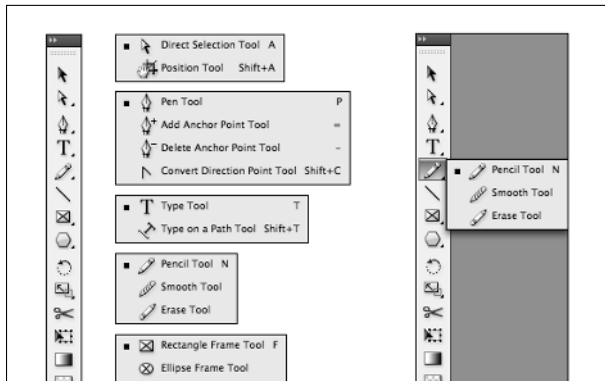 Direct Selection Tool A
Position Tool Shift+A
Pen Tool P
Add Anchor Point Tool =
Delete Anchor Point Tool -
Convert Direction Point Tool Shift+C
Type Tool T
Type on a Path Tool Shift+T
Pencil Tool N
Smooth Tool
Erase Tool
Rectangle Frame Tool F
Ellipse Frame Tool
Pencil Tool N
Smooth Tool
Erase Tool